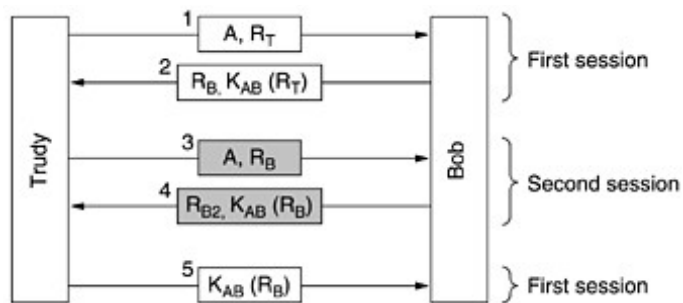 1
A, R_T
2
R_B, K_AB (R_T)
First session
Trudy
Bob
3
A, R_B
4
R_B2, K_AB (R_B)
Second session
5
K_AB (R_B)
First session